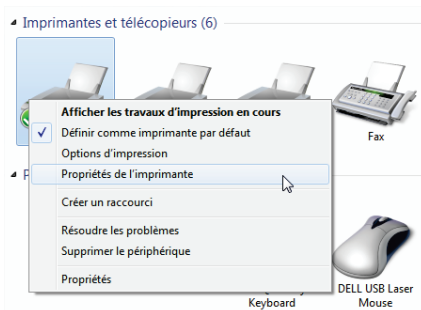 Imprimantes et télécopieurs (6)
Afficher les travaux d'impression en cours
Définir comme imprimante par défaut
Options d'impression
Propriétés de l'imprimante
Créer un raccourci
Résoudre les problèmes
Supprimer le périphérique
Propriétés
Fax
P
Keyboard
DELL USB Laser
Mouse